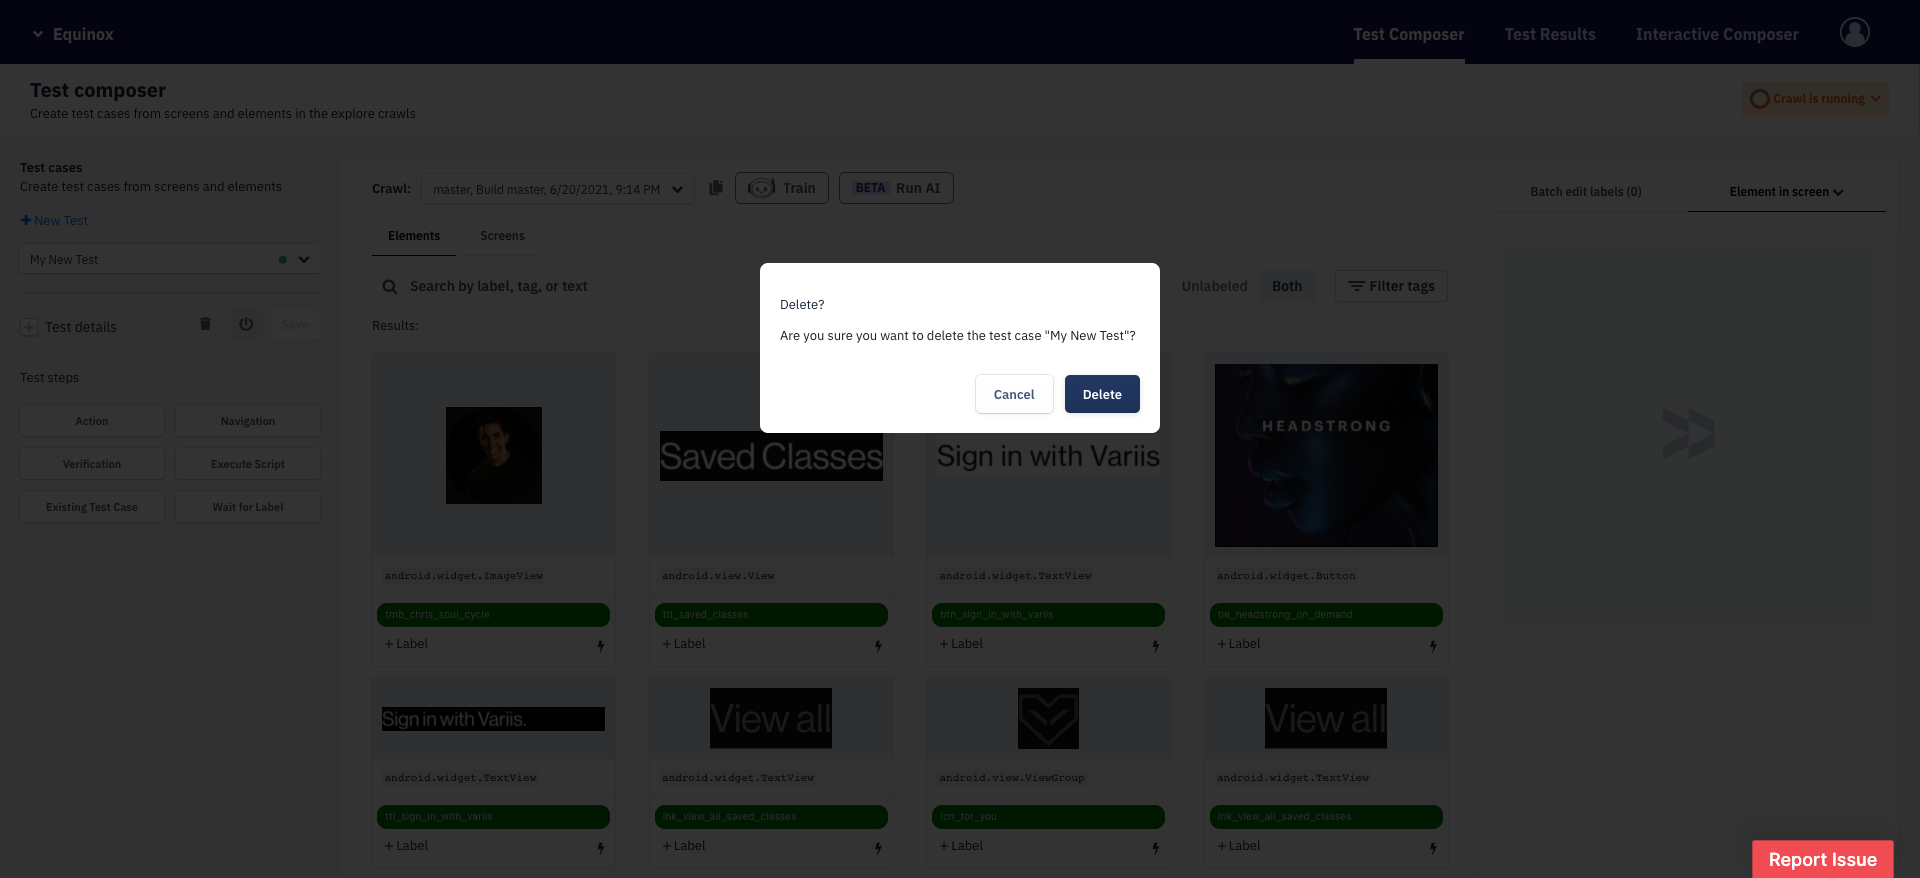 Equinox
Test Composer
Test Results
Interactive Composer
Test composer
Create test cases from screens and elements in the explore crawls
Crawl is running
Test cases
Create test cases from screens and elements
+ New Test
My New Test
Test details
Save
Test steps
Action
Navigation
Verification
Execute Script
Existing Test Case
Wait for Label
Crawl:
master, Build master, 6/20/2021, 9:14 PM
Train
BETA Run AI
Elements
Screens
Search by label, tag, or text
Unlabeled
Both
Filter tags
Results:
Delete?
Are you sure you want to delete the test case "My New Test"?
Cancel
Delete
Saved Classes
Sign in with Variis
HEADSTRONG
android.widget.ImageView
android.view.View
android.widget.TextView
android.widget.Button
tmb_chris_soul_cycle
ttl_saved_classes
btn_sign_in_with_variis
tle_headstrong_on_demand
+ Label
+ Label
+ Label
+ Label
Sign in with Variis.
View all
View all
android.widget.TextView
android.widget.TextView
android.view.ViewGroup
android.widget.TextView
ttl_sign_in_with_variis
lnk_view_all_saved_classes
icn_for_you
lnk_view_all_saved_classes
+ Label
+ Label
+ Label
+ Label
Batch edit labels (0)
Element in screen
Report Issue